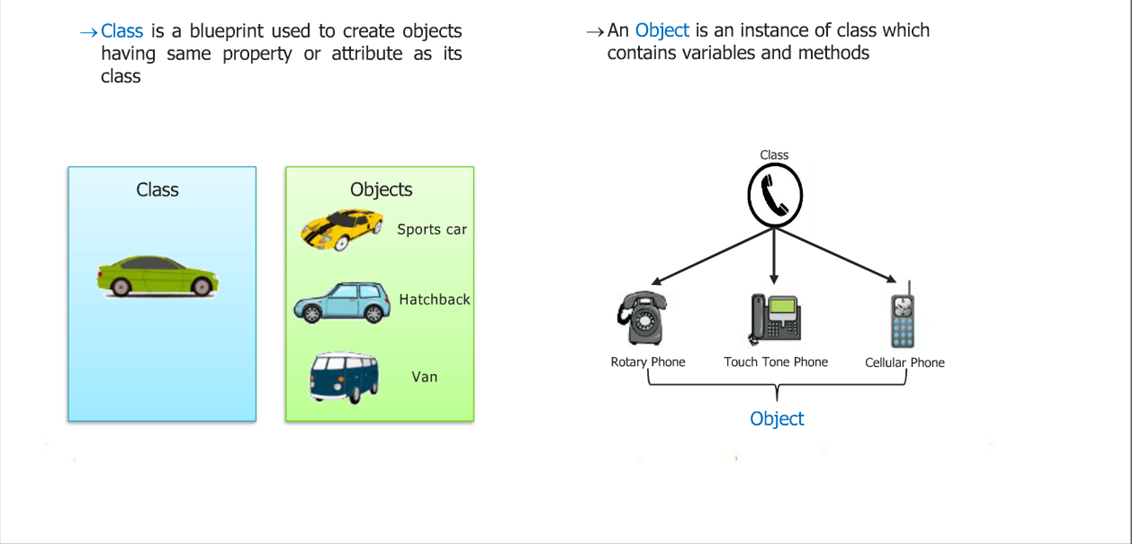 →Class is a blueprint used to create objects
having same property or attribute as its
class
→An Object is an instance of class which
contains variables and methods
Class
Objects
Sports car
Hatchback
Van
Class
Rotary Phone
Touch Tone Phone
Cellular Phone
Object